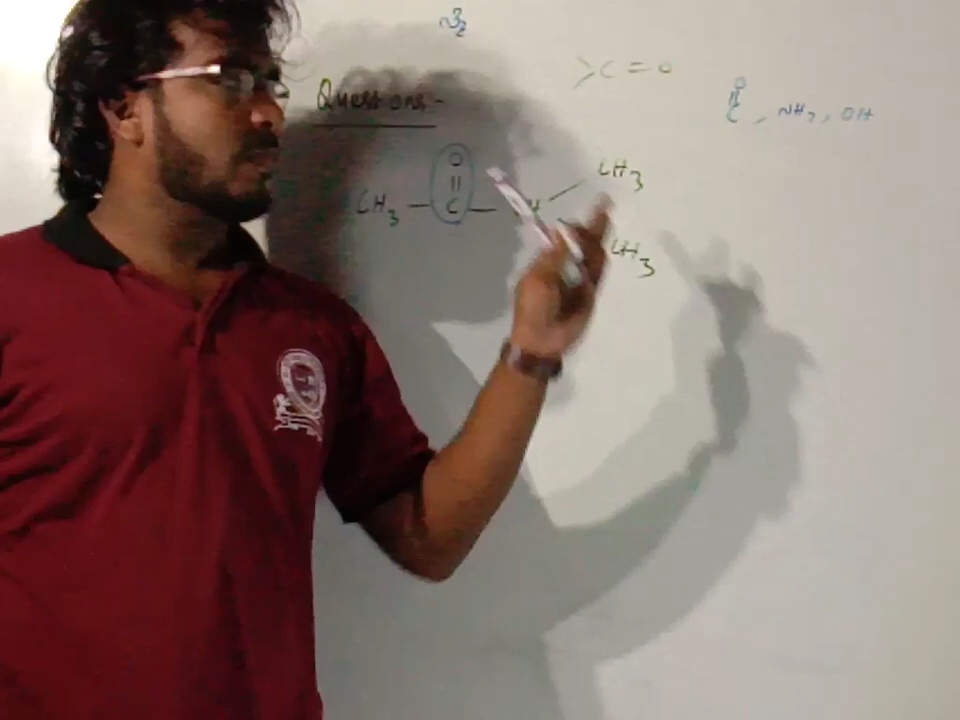 >C = O
Questions-
O
||
C , NH₂, OH
O
||
CH₃ — C —
CH₃
CH₃